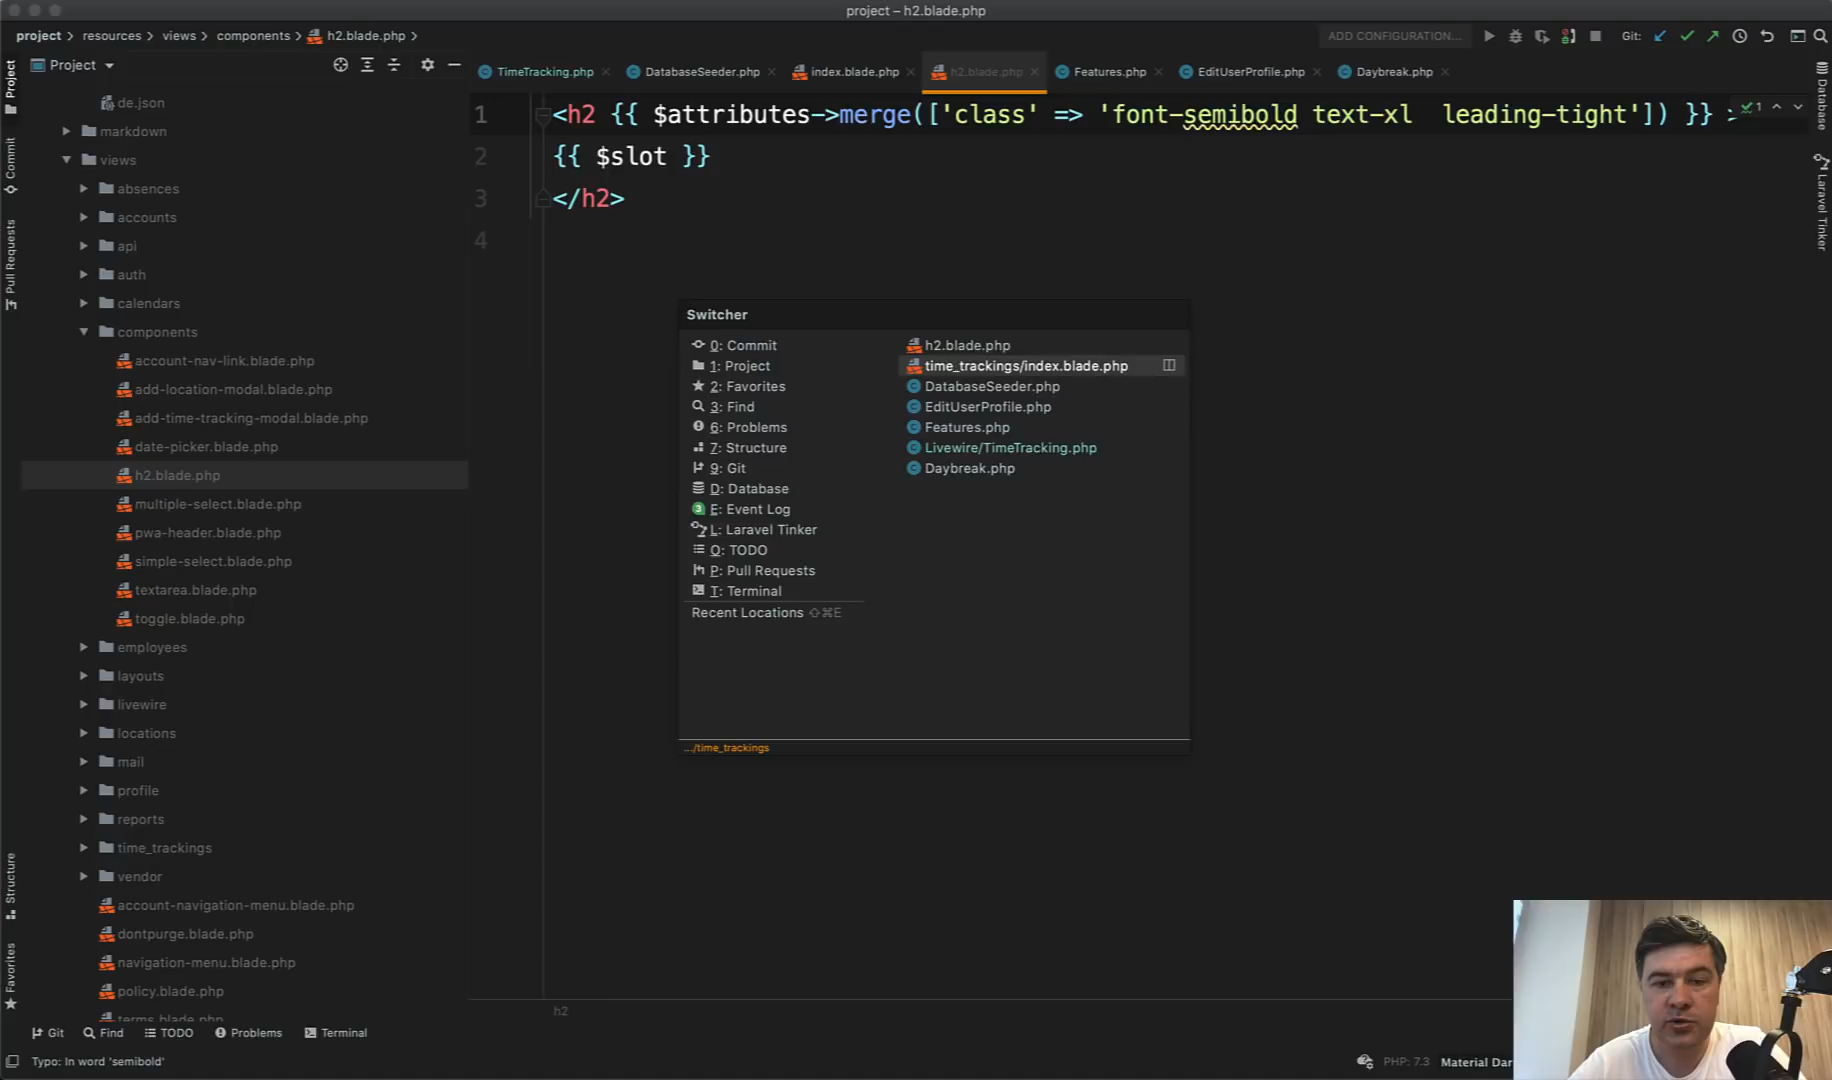 project – h2.blade.php
project
resources
views
components
h2.blade.php
ADD CONFIGURATION...
Git:
Project
TimeTracking.php
DatabaseSeeder.php
index.blade.php
h2.blade.php
Features.php
EditUserProfile.php
Daybreak.php
Project
Commit
Pull Requests
Structure
Favorites
Database
Laravel Tinker
de.json
markdown
views
absences
accounts
api
auth
calendars
components
account-nav-link.blade.php
add-location-modal.blade.php
add-time-tracking-modal.blade.php
date-picker.blade.php
h2.blade.php
multiple-select.blade.php
pwa-header.blade.php
simple-select.blade.php
textarea.blade.php
toggle.blade.php
employees
layouts
livewire
locations
mail
profile
reports
time_trackings
vendor
account-navigation-menu.blade.php
dontpurge.blade.php
navigation-menu.blade.php
policy.blade.php
terms.blade.php
1 <h2 {{ $attributes->merge(['class' => 'font-semibold text-xl  leading-tight']) }} >
2 {{ $slot }}
3 </h2>
4
1
Switcher
0: Commit
1: Project
2: Favorites
3: Find
6: Problems
7: Structure
9: Git
D: Database
3 E: Event Log
L: Laravel Tinker
O: TODO
P: Pull Requests
T: Terminal
Recent Locations ⇧⌘E
h2.blade.php
time_trackings/index.blade.php
DatabaseSeeder.php
EditUserProfile.php
Features.php
Livewire/TimeTracking.php
Daybreak.php
.../time_trackings
h2
Git
Find
TODO
Problems
Terminal
Typo: In word 'semibold'
PHP: 7.3
Material Dar